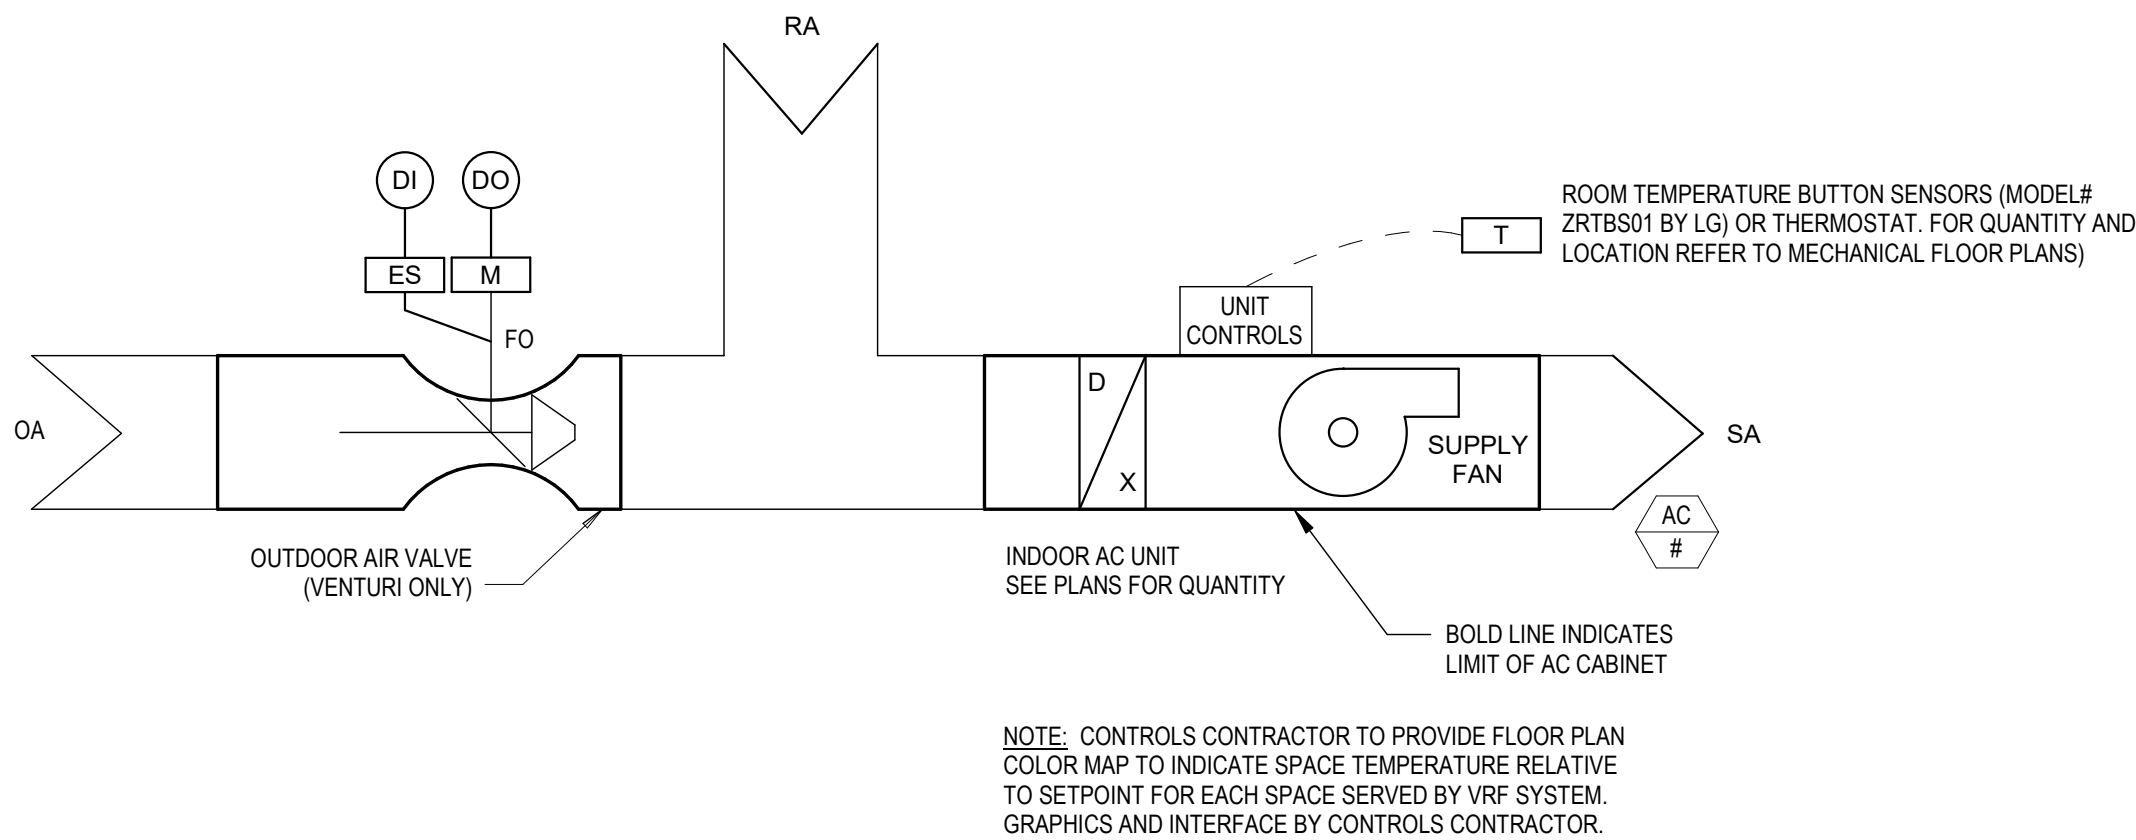 RA
DI
DO
ES
M
FO
OA
OUTDOOR AIR VALVE
(VENTURI ONLY)
ROOM TEMPERATURE BUTTON SENSORS (MODEL#
ZRTBS01 BY LG) OR THERMOSTAT. FOR QUANTITY AND
LOCATION REFER TO MECHANICAL FLOOR PLANS)
T
UNIT
CONTROLS
D
X
SUPPLY
FAN
SA
AC
#
INDOOR AC UNIT
SEE PLANS FOR QUANTITY
BOLD LINE INDICATES
LIMIT OF AC CABINET
NOTE: CONTROLS CONTRACTOR TO PROVIDE FLOOR PLAN
COLOR MAP TO INDICATE SPACE TEMPERATURE RELATIVE
TO SETPOINT FOR EACH SPACE SERVED BY VRF SYSTEM.
GRAPHICS AND INTERFACE BY CONTROLS CONTRACTOR.